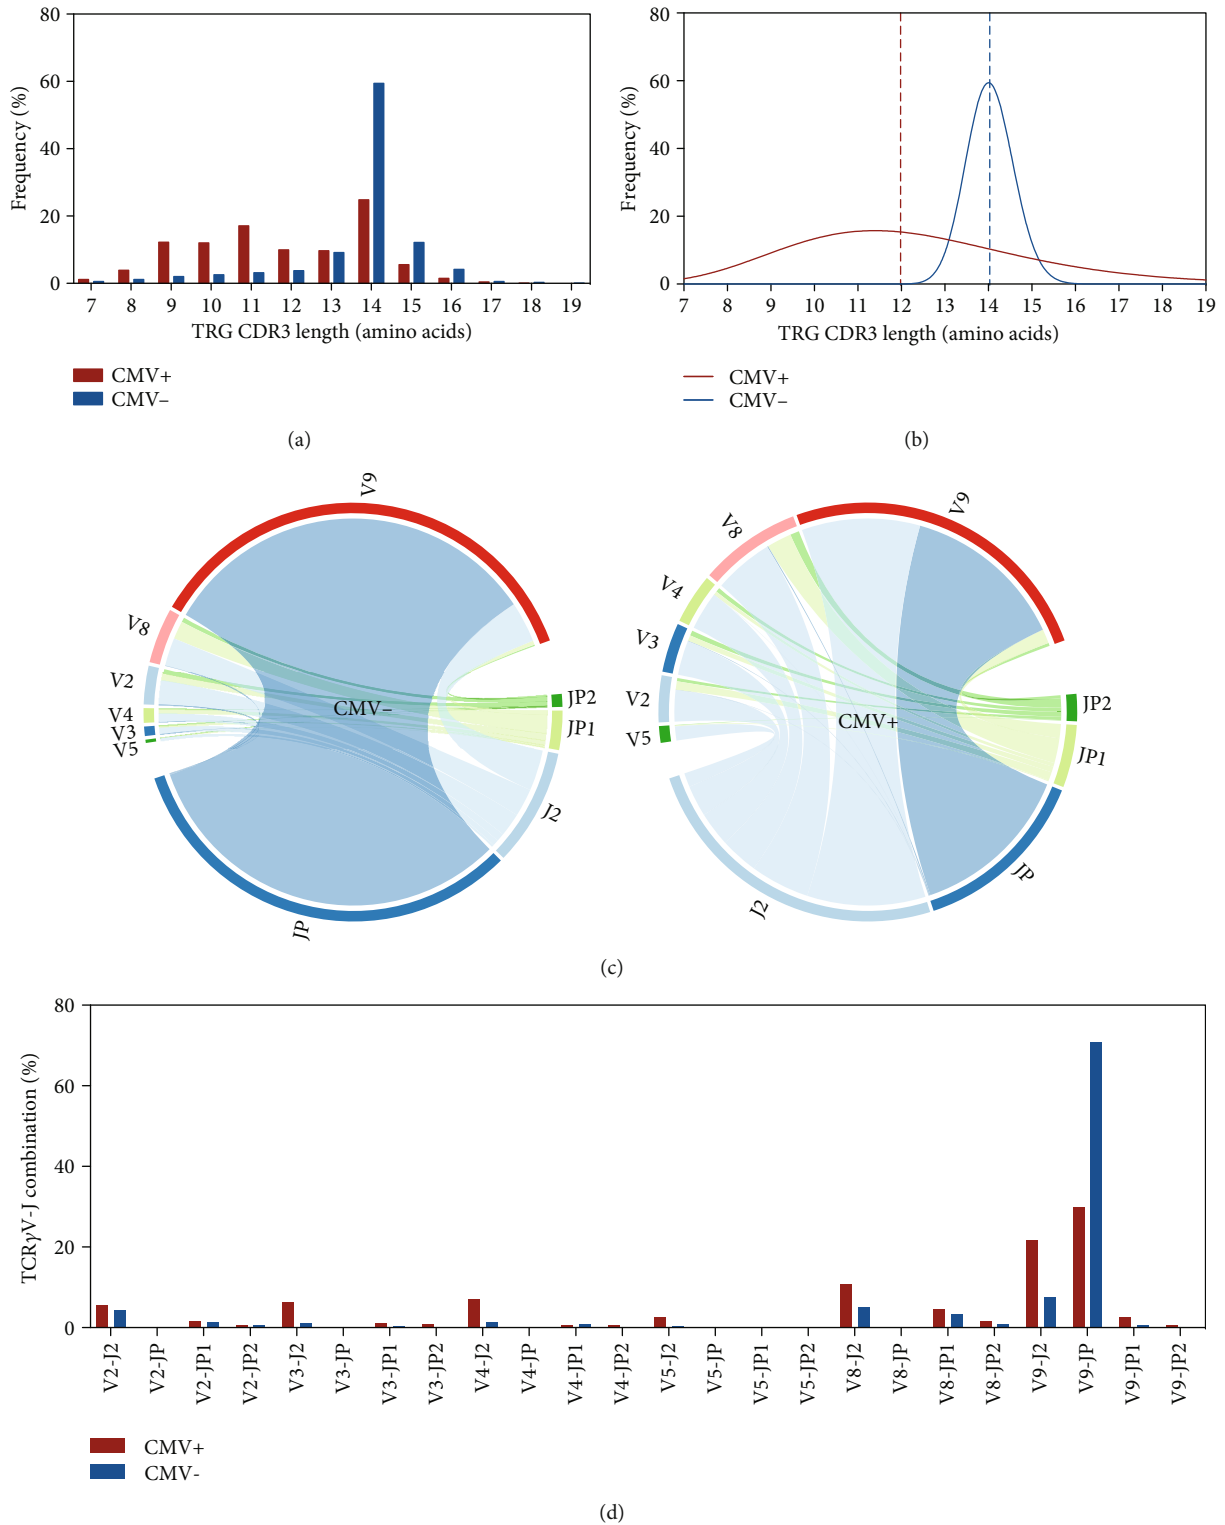 80
60
40
20
0
Frequency (%)
7 8 9 10 11 12 13 14 15 16 17 18 19
TRG CDR3 length (amino acids)
CMV+
CMV–
(a)
80
60
40
20
0
Frequency (%)
7 8 9 10 11 12 13 14 15 16 17 18 19
TRG CDR3 length (amino acids)
CMV+
CMV–
(b)
V9
V8
V2
V4
V3
V5
CMV–
JP2
JP1
J2
JP
V9
V8
V4
V3
V2
V5
CMV+
JP2
JP1
JP
J2
(c)
80
60
40
20
0
TCRγV-J combination (%)
V2-J2
V2-JP
V2-JP1
V2-JP2
V3-J2
V3-JP
V3-JP1
V3-JP2
V4-J2
V4-JP
V4-JP1
V4-JP2
V5-J2
V5-JP
V5-JP1
V5-JP2
V8-J2
V8-JP
V8-JP1
V8-JP2
V9-J2
V9-JP
V9-JP1
V9-JP2
CMV+
CMV-
(d)